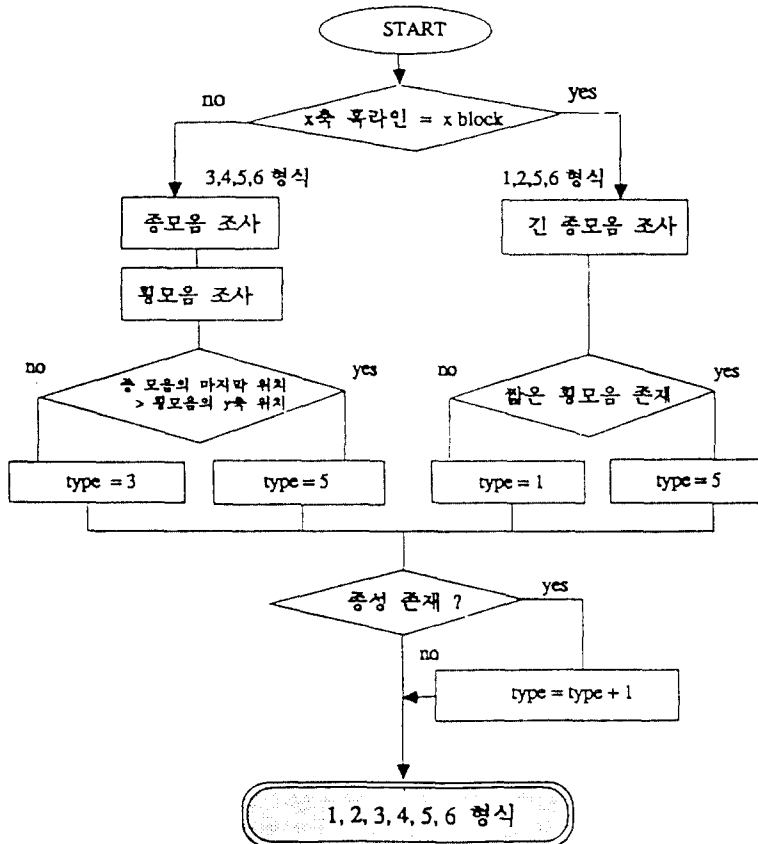 START
no
yes
x축 흑라인 = x block
3,4,5,6 형식
1,2,5,6 형식
종모음 조사
긴 종모음 조사
횡모음 조사
no
yes
종 모음의 마지막 위치
> 횡모음의 y축 위치
no
yes
짧은 횡모음 존재
type = 3
type = 5
type = 1
type = 5
종성 존재 ?
yes
no
type = type + 1
1, 2, 3, 4, 5, 6 형식